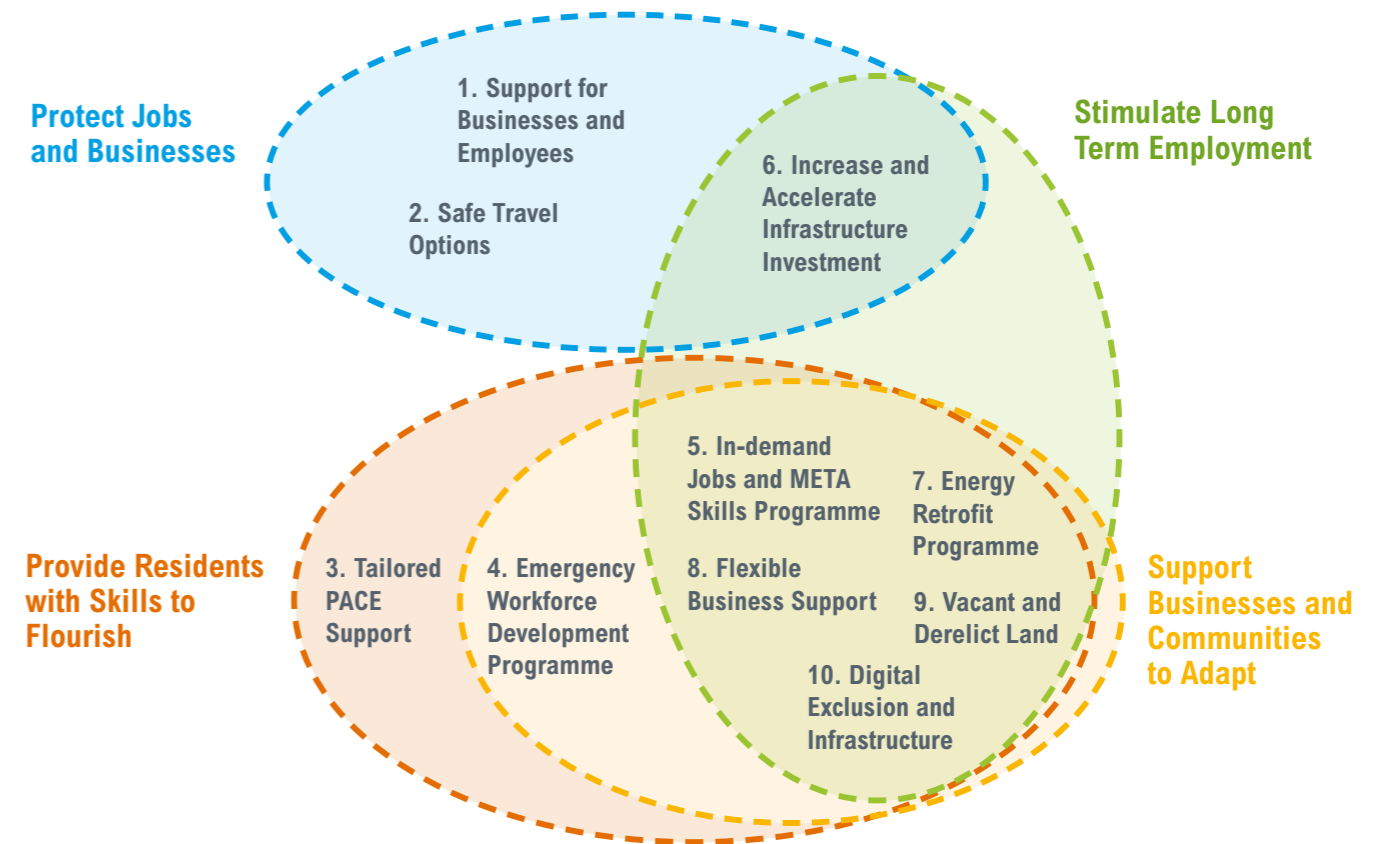 Protect Jobs
and Businesses
1. Support for
Businesses and
Employees
2. Safe Travel
Options
6. Increase and
Accelerate
Infrastructure
Investment
Stimulate Long
Term Employment
Provide Residents
with Skills to
Flourish
3. Tailored
PACE
Support
4. Emergency
Workforce
Development
Programme
5. In-demand
Jobs and META
Skills Programme
7. Energy
Retrofit
Programme
8. Flexible
Business Support
9. Vacant and
Derelict Land
10. Digital
Exclusion and
Infrastructure
Support
Businesses and
Communities
to Adapt